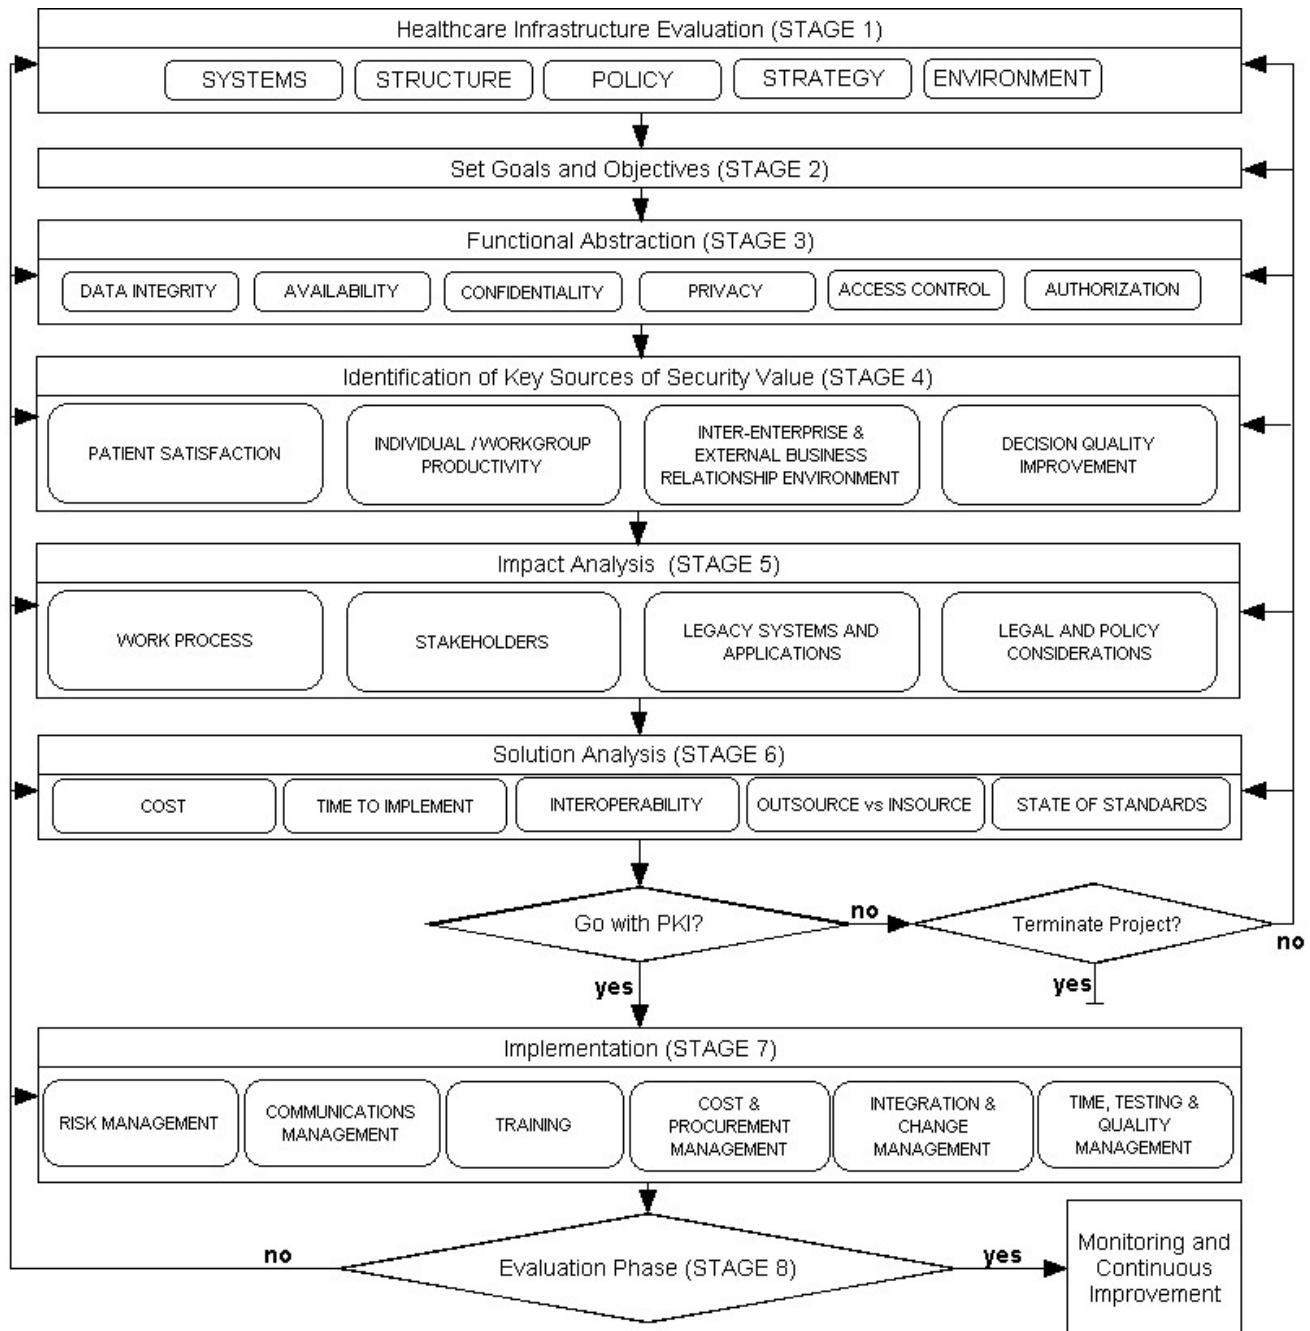 Healthcare Infrastructure Evaluation (STAGE 1)
SYSTEMS
STRUCTURE
POLICY
STRATEGY
ENVIRONMENT
Set Goals and Objectives (STAGE 2)
Functional Abstraction (STAGE 3)
DATA INTEGRITY
AVAILABILITY
CONFIDENTIALITY
PRIVACY
ACCESS CONTROL
AUTHORIZATION
Identification of Key Sources of Security Value (STAGE 4)
PATIENT SATISFACTION
INDIVIDUAL / WORKGROUP
PRODUCTIVITY
INTER-ENTERPRISE &
EXTERNAL BUSINESS
RELATIONSHIP ENVIRONMENT
DECISION QUALITY
IMPROVEMENT
Impact Analysis (STAGE 5)
WORK PROCESS
STAKEHOLDERS
LEGACY SYSTEMS AND
APPLICATIONS
LEGAL AND POLICY
CONSIDERATIONS
Solution Analysis (STAGE 6)
COST
TIME TO IMPLEMENT
INTEROPERABILITY
OUTSOURCE vs INSOURCE
STATE OF STANDARDS
Go with PKI?
no
Terminate Project?
no
yes
yes
Implementation (STAGE 7)
RISK MANAGEMENT
COMMUNICATIONS
MANAGEMENT
TRAINING
COST &
PROCUREMENT
MANAGEMENT
INTEGRATION &
CHANGE
MANAGEMENT
TIME, TESTING &
QUALITY
MANAGEMENT
no
Evaluation Phase (STAGE 8)
yes
Monitoring and
Continuous
Improvement